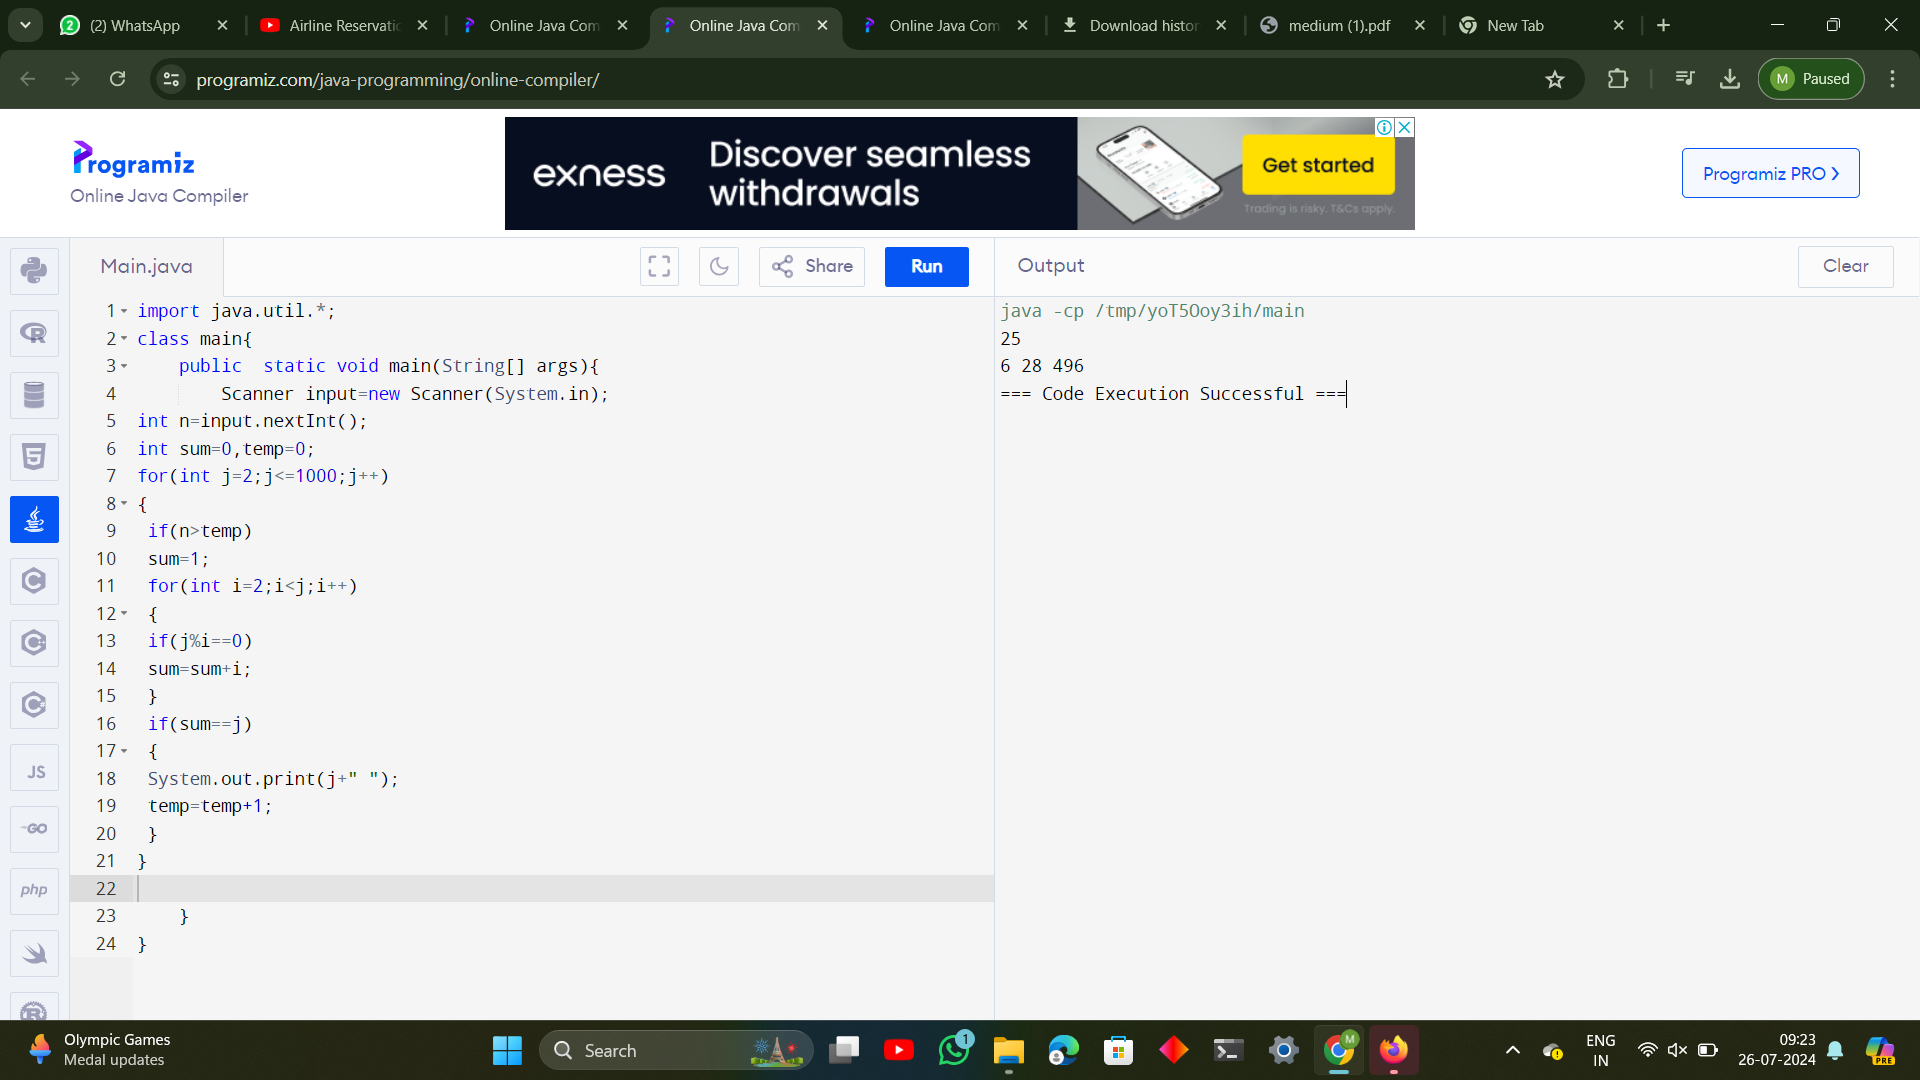 (2) WhatsApp
Airline Reservatic
Online Java Com
Online Java Com
Online Java Com
Download histor
medium (1).pdf
New Tab
programiz.com/java-programming/online-compiler/
M Paused
Programiz
Online Java Compiler
exness
Discover seamless
withdrawals
Get started
Trading is risky. T&Cs apply.
Programiz PRO
Main.java
Share
Run
Output
Clear
1 import java.util.*;
2 class main{
3 public  static void main(String[] args){
4 Scanner input=new Scanner(System.in);
5 int n=input.nextInt();
6 int sum=0,temp=0;
7 for(int j=2;j<=1000;j++)
8 {
9 if(n>temp)
10 sum=1;
11 for(int i=2;i<j;i++)
12 {
13 if(j%i==0)
14 sum=sum+i;
15 }
16 if(sum==j)
17 {
18 System.out.print(j+" ");
19 temp=temp+1;
20 }
21 }
22
23 }
24 }
java -cp /tmp/yoT5Ooy3ih/main
25
6 28 496
=== Code Execution Successful ===
JS
GO
php
Olympic Games
Medal updates
Search
1
M
ENG
IN
09:23
26-07-2024
PRE